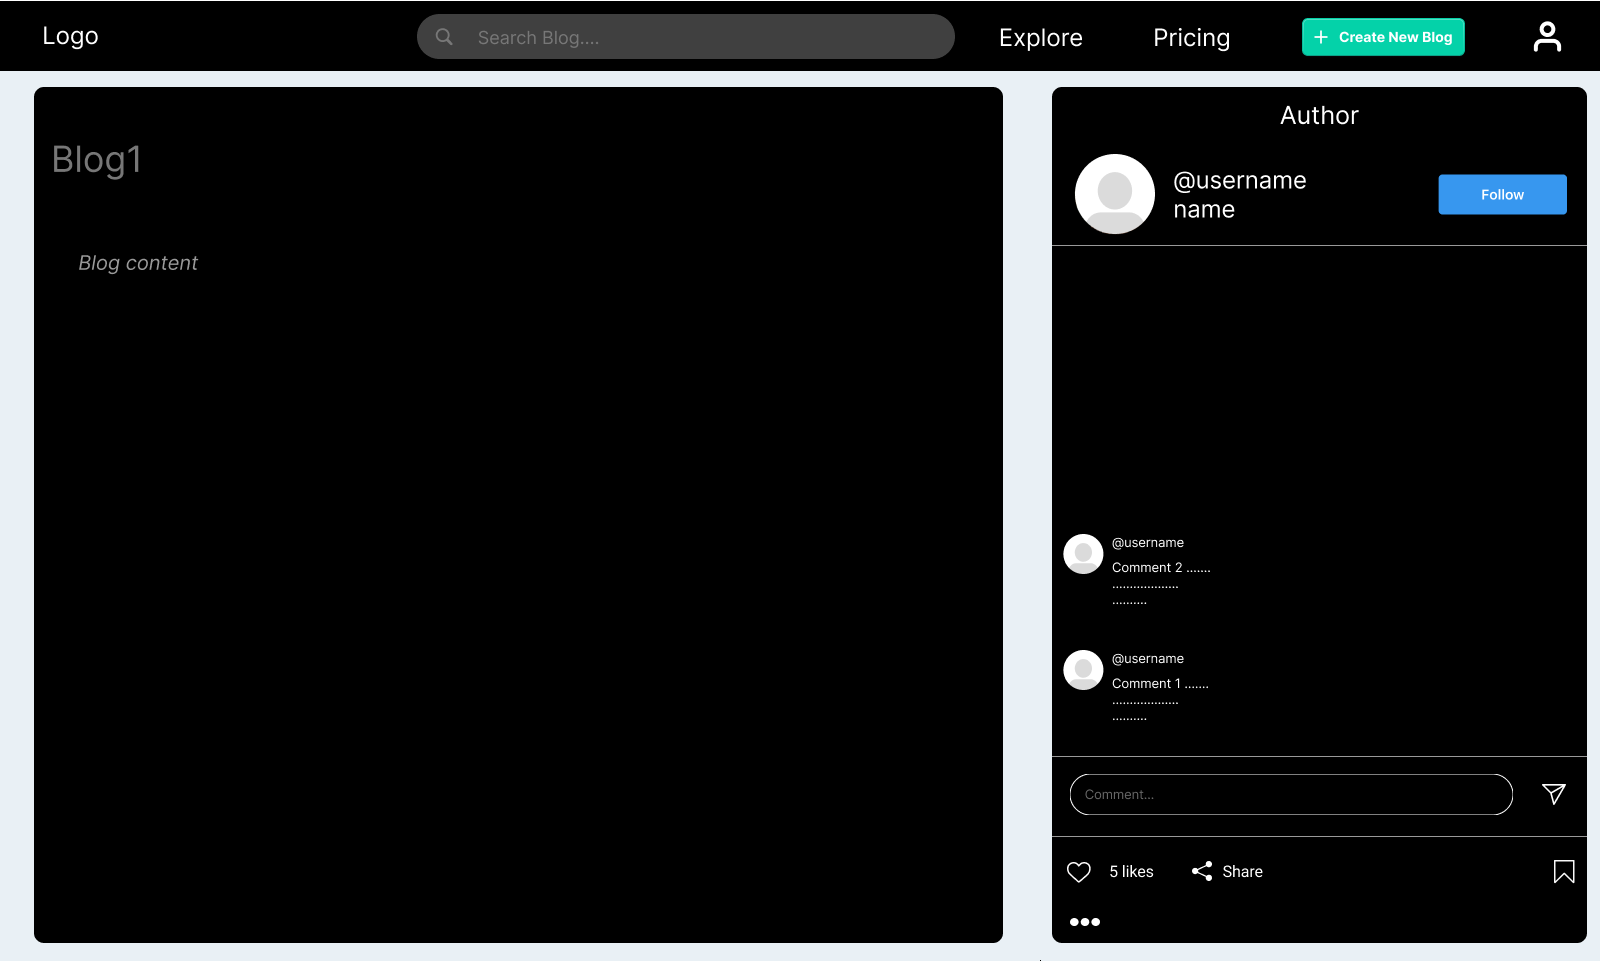 Logo
Search Blog....
Explore
Pricing
Create New Blog
Blog1
Blog content
Author
@username
name
Follow
@username
Comment 2 .......
...................
..........
@username
Comment 1 .......
...................
..........
Comment...
5 likes
Share